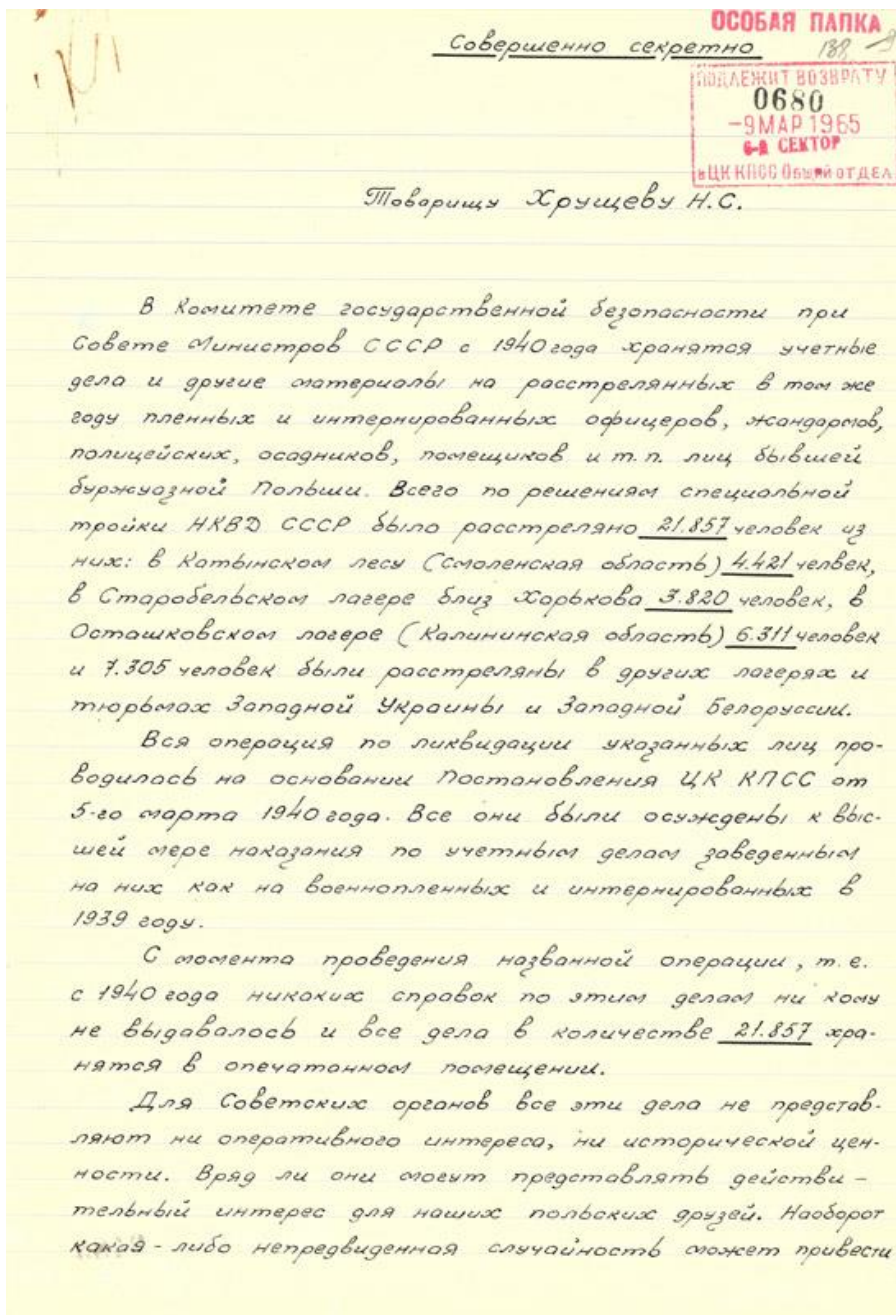 ОСОБАЯ ПАПКА
Совершенно секретно
ПОДЛЕЖИТ ВОЗВРАТУ
0680
-9 МАР 1965
6-й СЕКТОР
в ЦК КПСС Общий отдел
Товарищу Хрущеву Н.С.
В Комитете государственной безопасности при
Совете Министров СССР с 1940 года хранятся учетные
дела и другие материалы на расстрелянных в том же
году пленных и интернированных офицеров, жандармов,
полицейских, осадников, помещиков и т.п. лиц бывшей
буржуазной Польши. Всего по решениям специальной
тройки НКВД СССР было расстреляно 21.857 человек из
них: в Катынском лесу (Смоленская область) 4.421 челвек,
в Старобельском лагере близ Харькова 3.820 человек, в
Осташковском лагере (Калининская область) 6.311 человек
и 7.305 человек были расстреляны в других лагерях и
тюрьмах Западной Украины и Западной Белоруссии.
Вся операция по ликвидации указанных лиц про-
водилась на основании Постановления ЦК КПСС от
5-го марта 1940 года. Все они были осуждены к выс-
шей мере наказания по учетным делам заведенным
на них как на военнопленных и интернированных в
1939 году.
С момента проведения названной операции, т.е.
с 1940 года никаких справок по этим делам ни кому
не выдавалось и все дела в количестве 21.857 хра-
нятся в опечатанном помещении.
Для Советских органов все эти дела не представ-
ляют ни оперативного интереса, ни исторической цен-
ности. Вряд ли они могут представлять действи-
тельный интерес для наших польских друзей. Наоборот
какая-либо непредвиденная случайность может привести